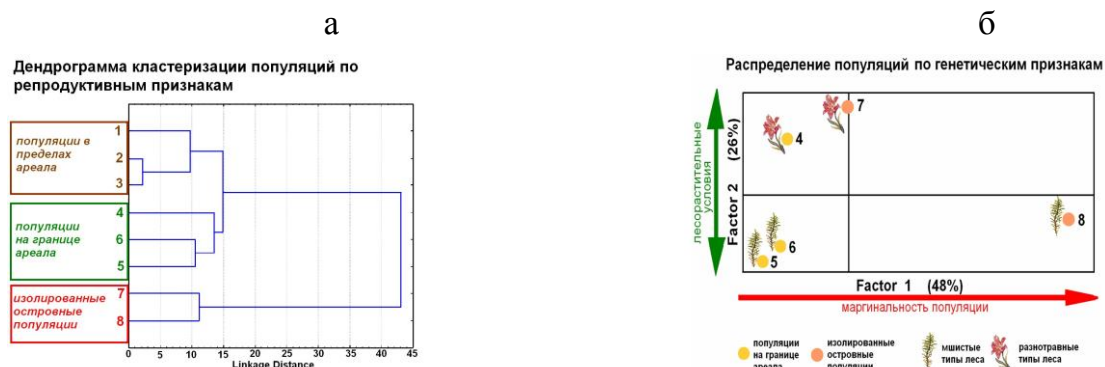 а
б
Дендрограмма кластеризации популяций по
репродуктивным признакам
популяции в
пределах
ареала
1
2
3
популяции
на границе
ареала
4
6
5
изолированные
островные
популяции
7
8
0 5 10 15 20 25 30 35 40 45
Linkage Distance
Распределение популяций по генетическим признакам
лесорастительные
условия
Factor 2 (26%)
7
4
8
6
5
Factor 1 (48%)
маргинальность популяции
популяции
на границе
ареала
изолированные
островные
популяции
мшистые
типы леса
разнотравные
типы леса